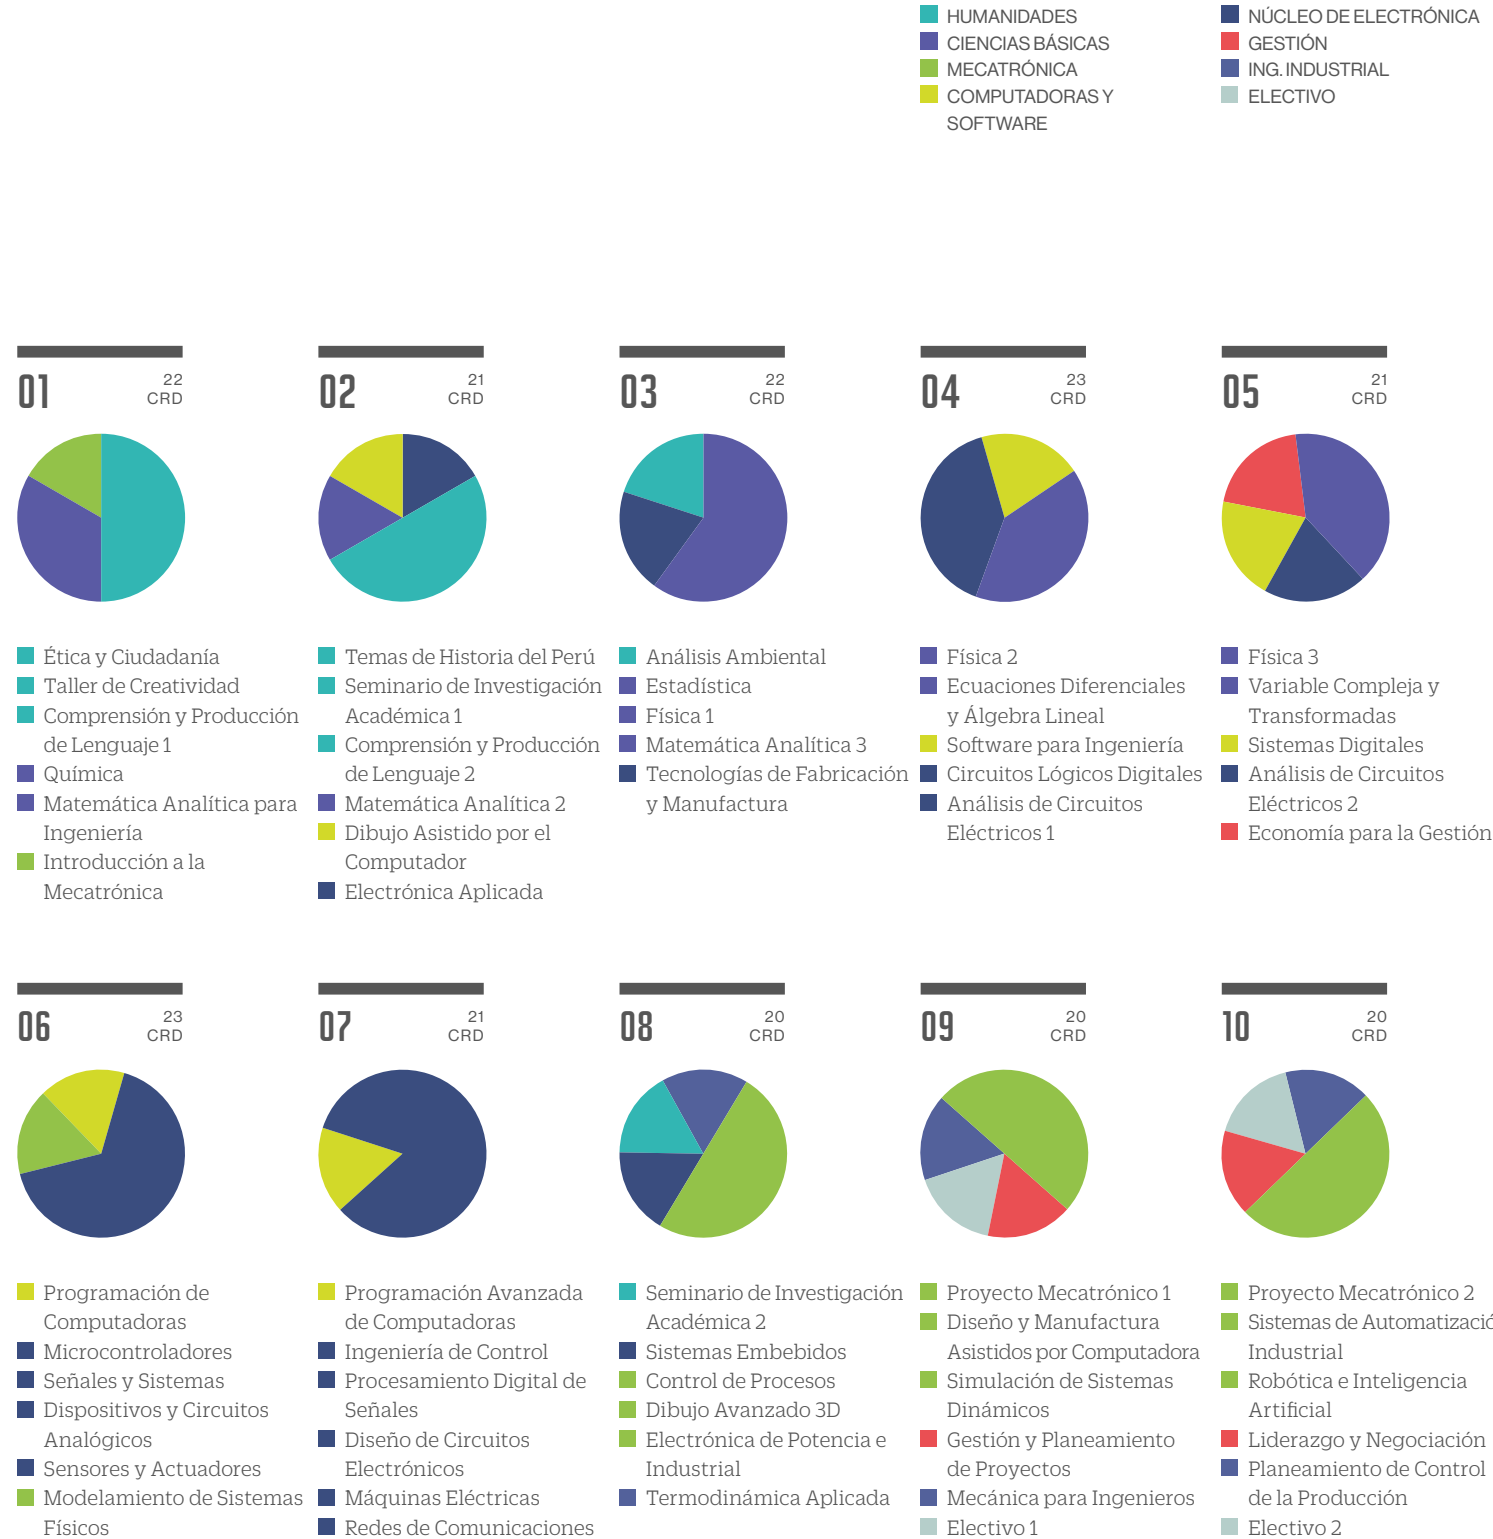 HUMANIDADES
CIENCIAS BÁSICAS
MECATRÓNICA
COMPUTADORAS Y
SOFTWARE
NÚCLEO DE ELECTRÓNICA
GESTIÓN
ING. INDUSTRIAL
ELECTIVO
01
22
CRD
Ética y Ciudadanía
Taller de Creatividad
Comprensión y Producción
de Lenguaje 1
Química
Matemática Analítica para
Ingeniería
Introducción a la
Mecatrónica
02
21
CRD
Temas de Historia del Perú
Seminario de Investigación
Académica 1
Comprensión y Producción
de Lenguaje 2
Matemática Analítica 2
Dibujo Asistido por el
Computador
Electrónica Aplicada
03
22
CRD
Análisis Ambiental
Estadística
Física 1
Matemática Analítica 3
Tecnologías de Fabricación
y Manufactura
04
23
CRD
Física 2
Ecuaciones Diferenciales
y Álgebra Lineal
Software para Ingeniería
Circuitos Lógicos Digitales
Análisis de Circuitos
Eléctricos 1
05
21
CRD
Física 3
Variable Compleja y
Transformadas
Sistemas Digitales
Análisis de Circuitos
Eléctricos 2
Economía para la Gestión
06
23
CRD
Programación de
Computadoras
Microcontroladores
Señales y Sistemas
Dispositivos y Circuitos
Analógicos
Sensores y Actuadores
Modelamiento de Sistemas
Físicos
07
21
CRD
Programación Avanzada
de Computadoras
Ingeniería de Control
Procesamiento Digital de
Señales
Diseño de Circuitos
Electrónicos
Máquinas Eléctricas
Redes de Comunicaciones
08
20
CRD
Seminario de Investigación
Académica 2
Sistemas Embebidos
Control de Procesos
Dibujo Avanzado 3D
Electrónica de Potencia e
Industrial
Termodinámica Aplicada
09
20
CRD
Proyecto Mecatrónico 1
Diseño y Manufactura
Asistidos por Computadora
Simulación de Sistemas
Dinámicos
Gestión y Planeamiento
de Proyectos
Mecánica para Ingenieros
Electivo 1
10
20
CRD
Proyecto Mecatrónico 2
Sistemas de Automatizació
Industrial
Robótica e Inteligencia
Artificial
Liderazgo y Negociación
Planeamiento de Control
de la Producción
Electivo 2